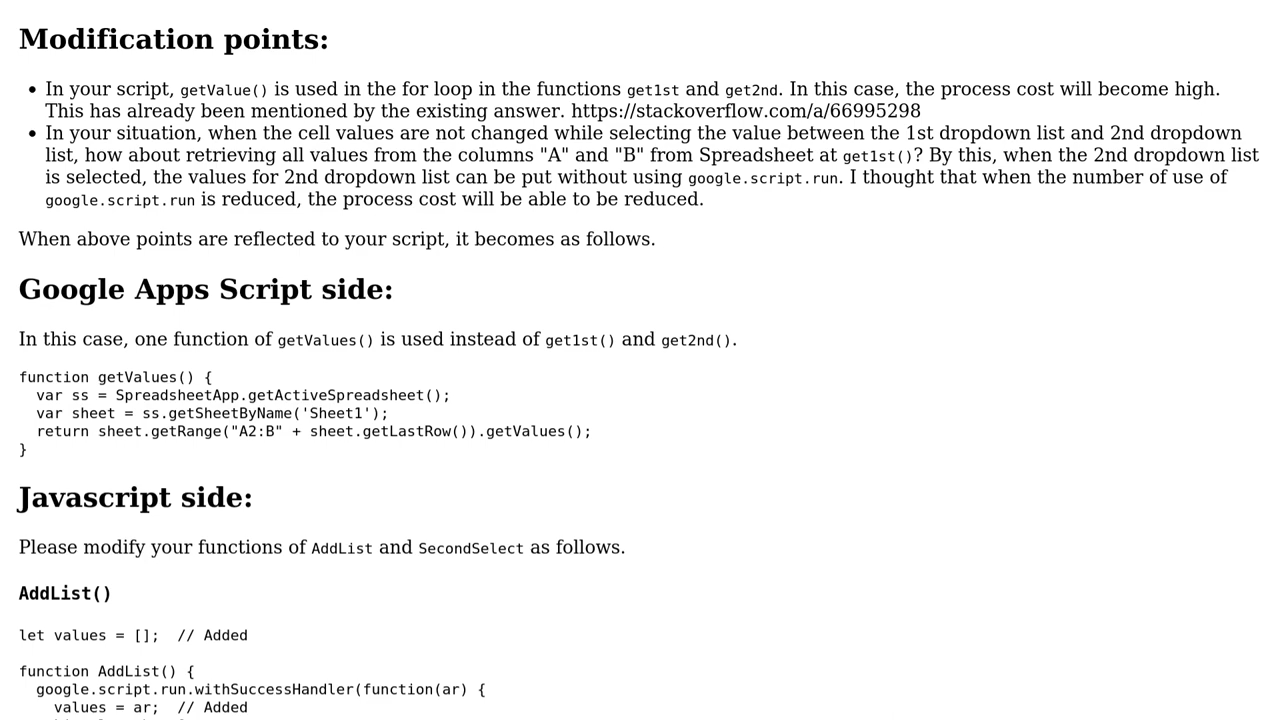 Modification points:
• In your script, getValue() is used in the for loop in the functions get1st and get2nd. In this case, the process cost will become high.
This has already been mentioned by the existing answer. https://stackoverflow.com/a/66995298
• In your situation, when the cell values are not changed while selecting the value between the 1st dropdown list and 2nd dropdown
list, how about retrieving all values from the columns "A" and "B" from Spreadsheet at get1st()? By this, when the 2nd dropdown list
is selected, the values for 2nd dropdown list can be put without using google.script.run. I thought that when the number of use of
google.script.run is reduced, the process cost will be able to be reduced.
When above points are reflected to your script, it becomes as follows.
Google Apps Script side:
In this case, one function of getValues() is used instead of get1st() and get2nd().
function getValues() {
  var ss = SpreadsheetApp.getActiveSpreadsheet();
  var sheet = ss.getSheetByName('Sheet1');
  return sheet.getRange("A2:B" + sheet.getLastRow()).getValues();
}
Javascript side:
Please modify your functions of AddList and SecondSelect as follows.
AddList()
let values = [];  // Added
function AddList() {
  google.script.run.withSuccessHandler(function(ar) {
    values = ar;  // Added